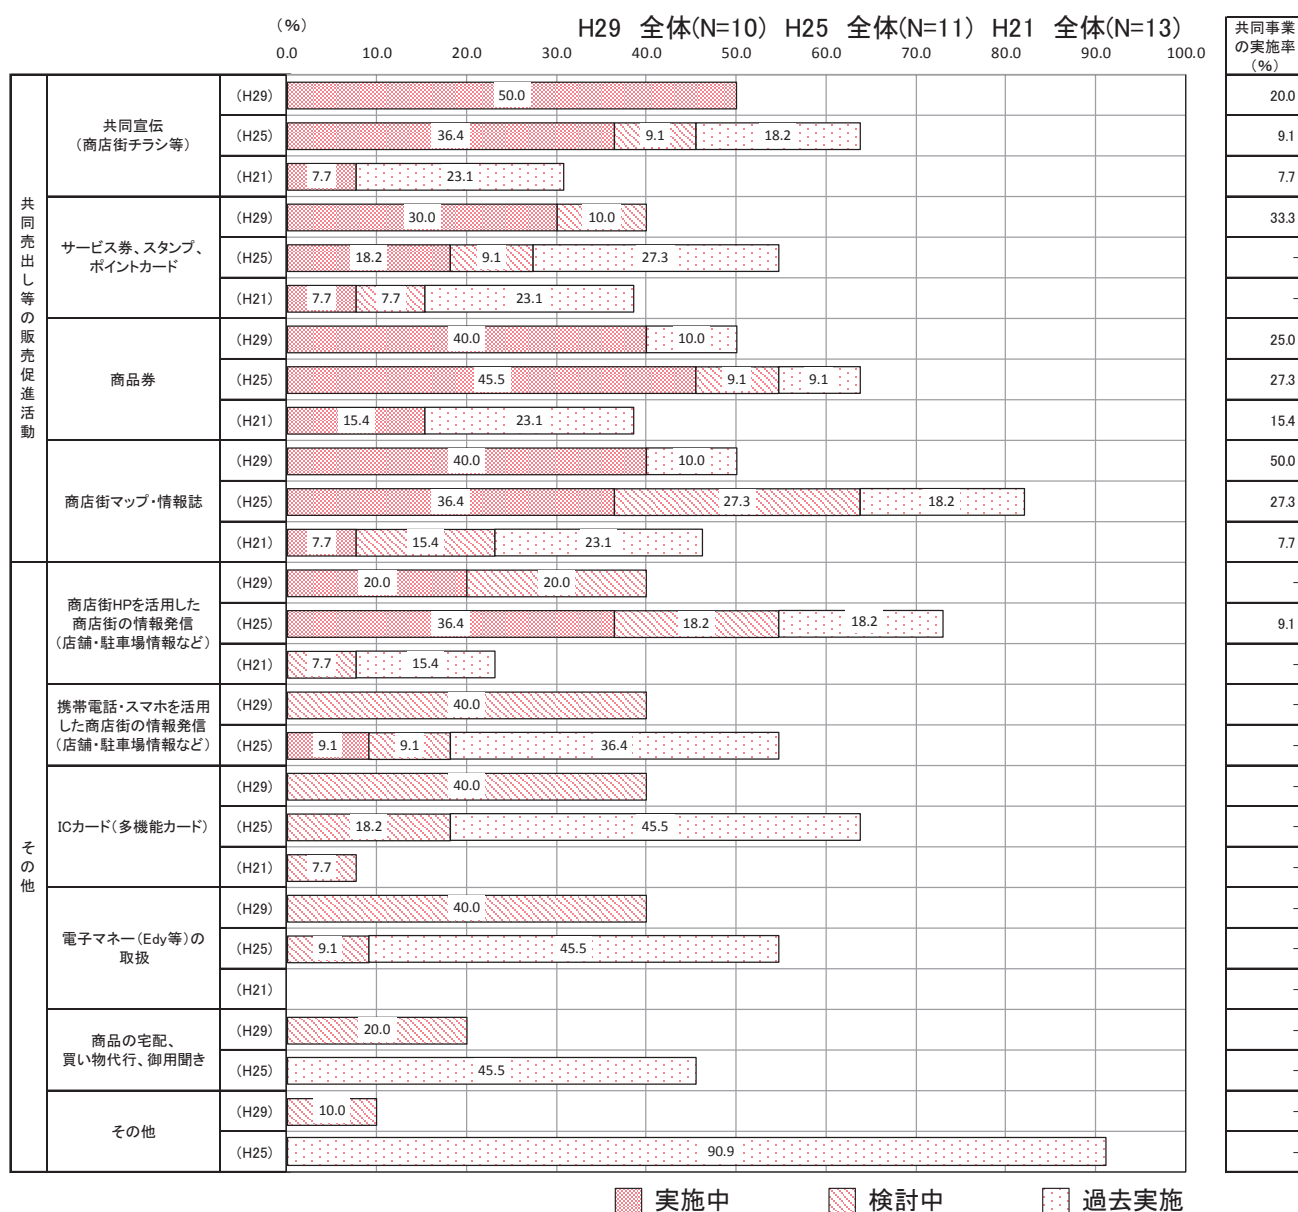 (%)
H29 全体(N=10) H25 全体(N=11) H21 全体(N=13)
0.0 10.0 20.0 30.0 40.0 50.0 60.0 70.0 80.0 90.0 100.0
共同事業
の実施率
(%)
共同売出し等の販売促進活動
共同宣伝
(商店街チラシ等)
(H29) 50.0 20.0
(H25) 36.4 9.1 18.2 9.1
(H21) 7.7 23.1 7.7
サービス券、スタンプ、
ポイントカード
(H29) 30.0 10.0 33.3
(H25) 18.2 9.1 27.3 -
(H21) 7.7 7.7 23.1 -
商品券
(H29) 40.0 10.0 25.0
(H25) 45.5 9.1 9.1 27.3
(H21) 15.4 23.1 15.4
商店街マップ・情報誌
(H29) 40.0 10.0 50.0
(H25) 36.4 27.3 18.2 27.3
(H21) 7.7 15.4 23.1 7.7
その他
商店街HPを活用した
商店街の情報発信
(店舗・駐車場情報など)
(H29) 20.0 20.0 -
(H25) 36.4 18.2 18.2 9.1
(H21) 7.7 15.4 -
携帯電話・スマホを活用
した商店街の情報発信
(店舗・駐車場情報など)
(H29) 40.0 -
(H25) 9.1 9.1 36.4 -
ICカード(多機能カード)
(H29) 40.0 -
(H25) 18.2 45.5 -
(H21) 7.7 -
電子マネー(Edy等)の
取扱
(H29) 40.0 -
(H25) 9.1 45.5 -
(H21) -
商品の宅配、
買い物代行、御用聞き
(H29) 20.0 -
(H25) 45.5 -
その他
(H29) 10.0 -
(H25) 90.9 -
実施中 検討中 過去実施